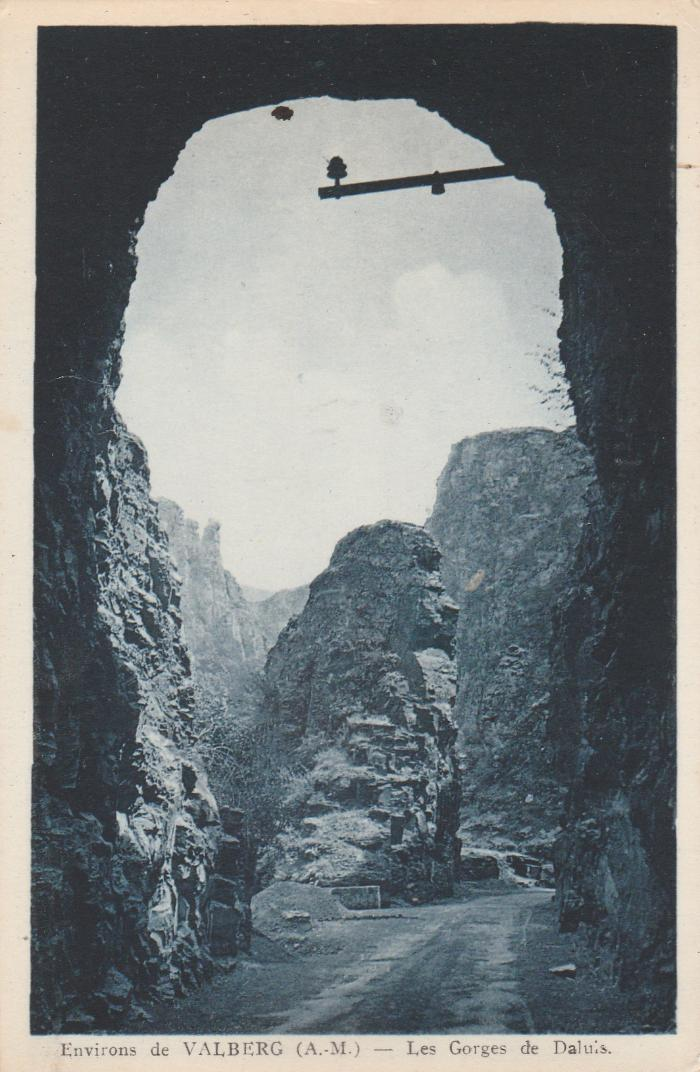 Environs de VALBERG (A.-M.) — Les Gorges de Daluis.